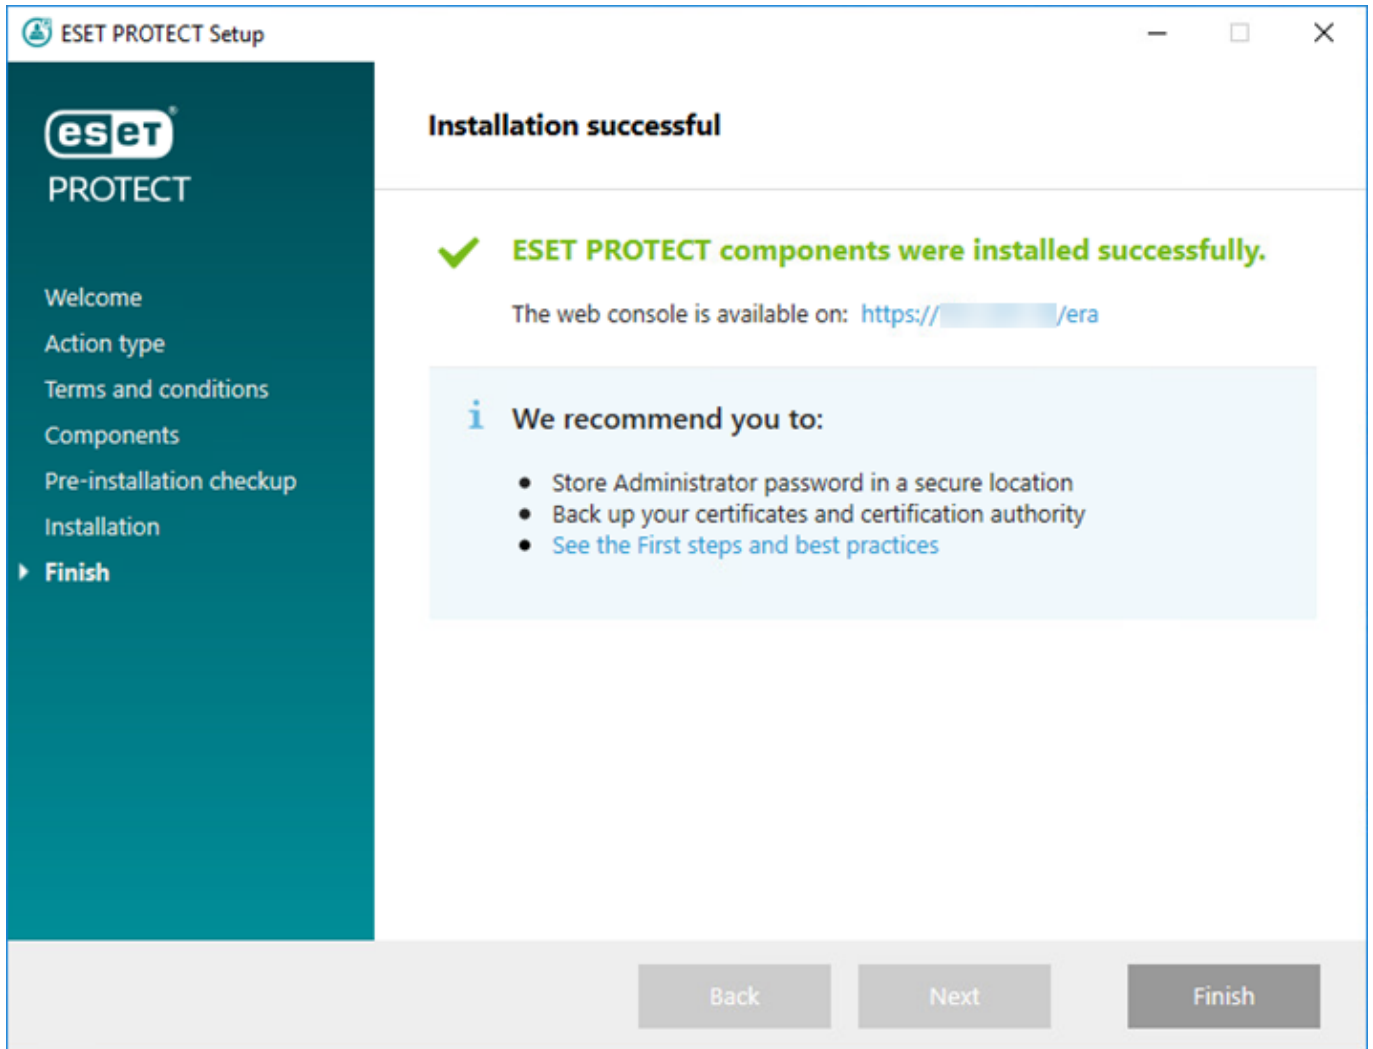 ESET PROTECT Setup
eset®
PROTECT
Welcome
Action type
Terms and conditions
Components
Pre-installation checkup
Installation
Finish
Installation successful
ESET PROTECT components were installed successfully.
The web console is available on: https:// /era
i We recommend you to:
• Store Administrator password in a secure location
• Back up your certificates and certification authority
• See the First steps and best practices
Back Next Finish